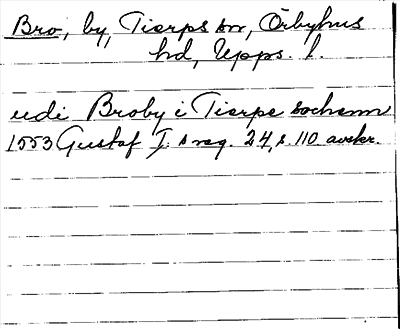 Bro, by, Tierps sn, Örbyhus
hd, Upps. l.
udi Broby i Tierpe sochenn
1553 Gustaf I:s reg. 24, s. 110 avskr.